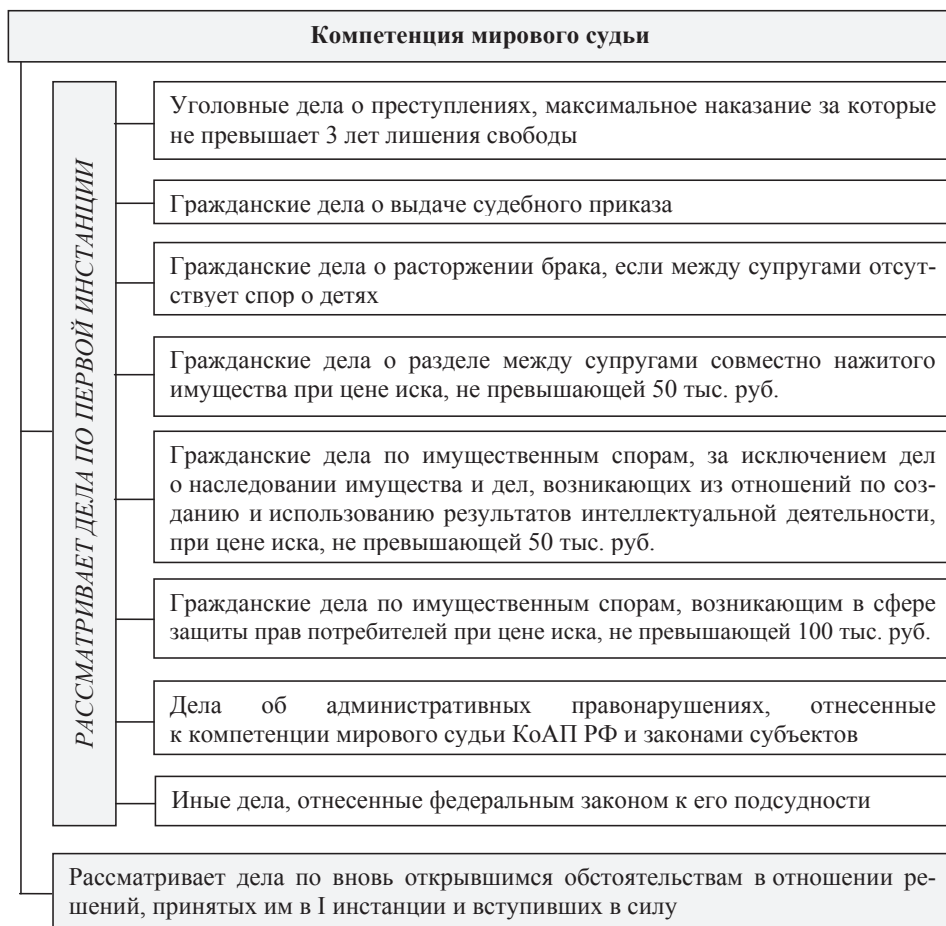 Компетенция мирового судьи
РАССМАТРИВАЕТ ДЕЛА ПО ПЕРВОЙ ИНСТАНЦИИ
Уголовные дела о преступлениях, максимальное наказание за которые
не превышает 3 лет лишения свободы
Гражданские дела о выдаче судебного приказа
Гражданские дела о расторжении брака, если между супругами отсут-
ствует спор о детях
Гражданские дела о разделе между супругами совместно нажитого
имущества при цене иска, не превышающей 50 тыс. руб.
Гражданские дела по имущественным спорам, за исключением дел
о наследовании имущества и дел, возникающих из отношений по соз-
данию и использованию результатов интеллектуальной деятельности,
при цене иска, не превышающей 50 тыс. руб.
Гражданские дела по имущественным спорам, возникающим в сфере
защиты прав потребителей при цене иска, не превышающей 100 тыс. руб.
Дела об административных правонарушениях, отнесенные
к компетенции мирового судьи КоАП РФ и законами субъектов
Иные дела, отнесенные федеральным законом к его подсудности
Рассматривает дела по вновь открывшимся обстоятельствам в отношении ре-
шений, принятых им в I инстанции и вступивших в силу